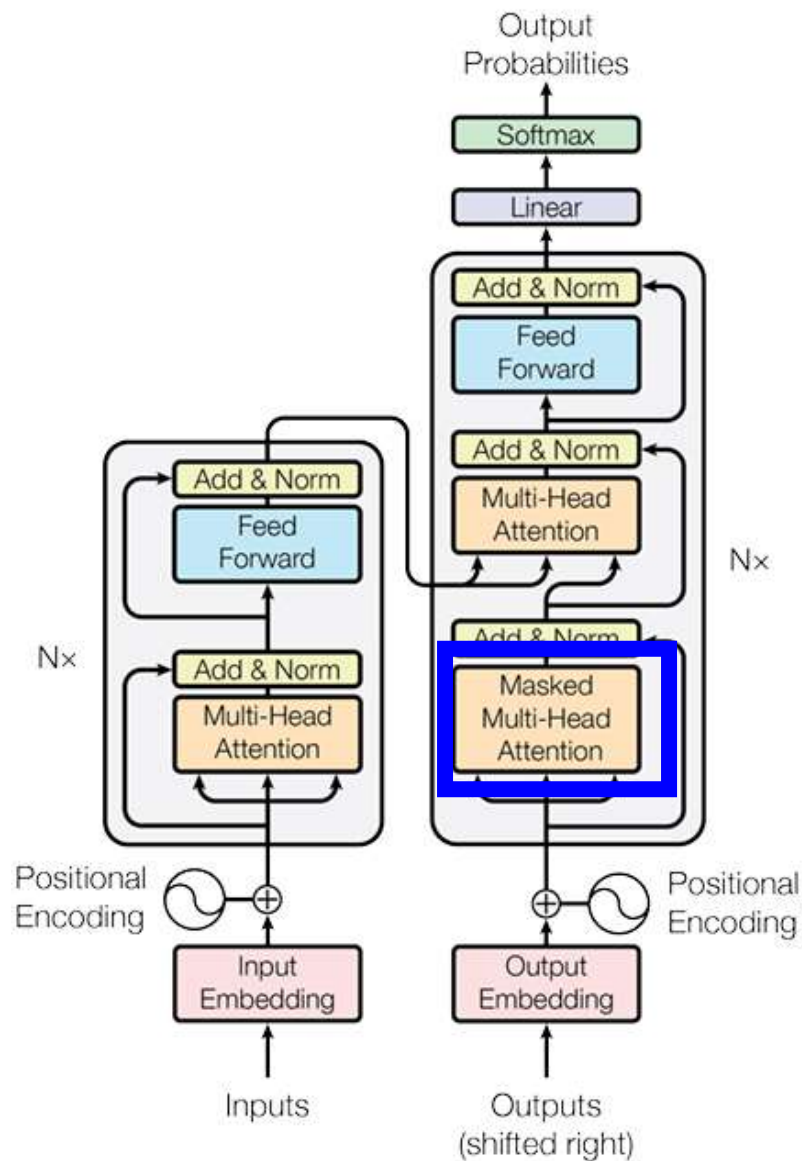 Output
Probabilities
Softmax
Linear
Add & Norm
Feed
Forward
Add & Norm
Multi-Head
Attention
Add & Norm
Masked
Multi-Head
Attention
Nx
Add & Norm
Feed
Forward
Add & Norm
Multi-Head
Attention
Nx
Positional
Encoding
Positional
Encoding
Input
Embedding
Output
Embedding
Inputs
Outputs
(shifted right)